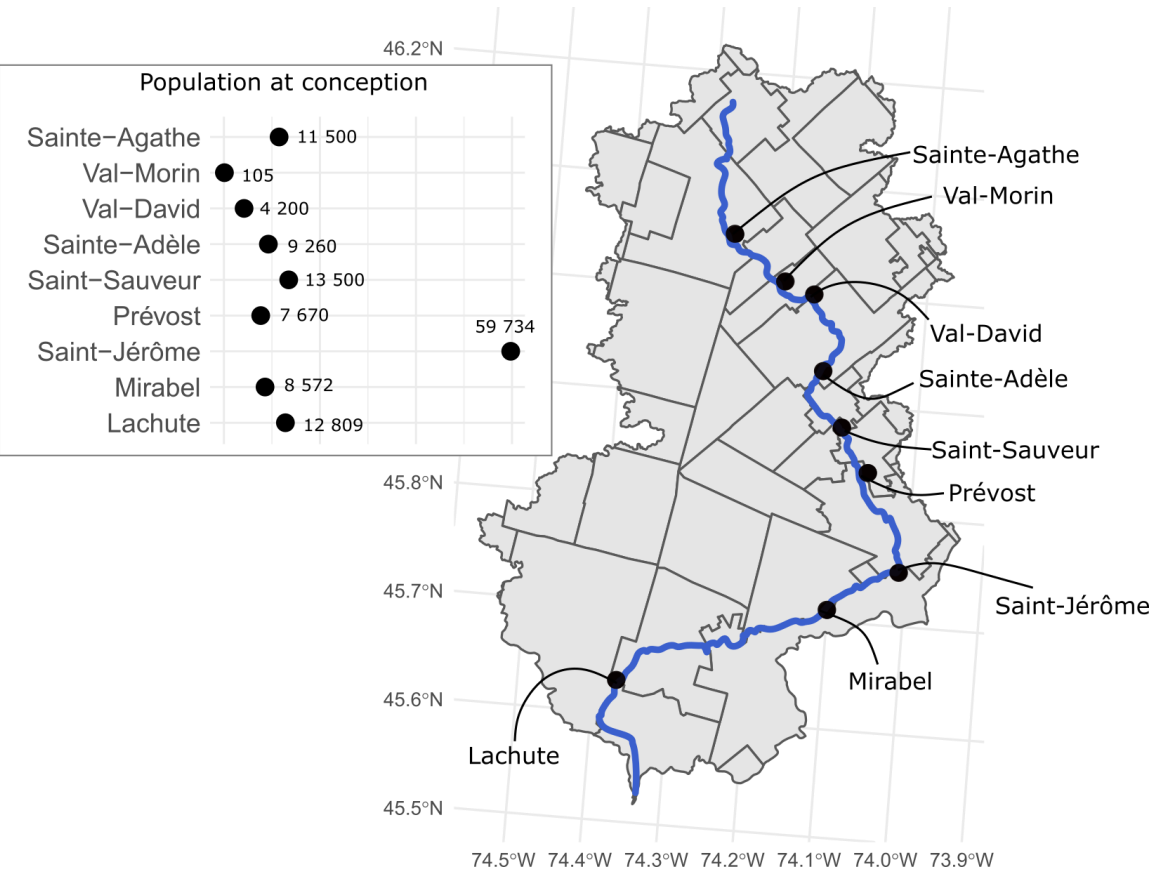 46.2°N
Population at conception
Sainte−Agathe 11 500
Val−Morin 105
Val−David 4 200
Sainte−Adèle 9 260
Saint−Sauveur 13 500
Prévost 7 670
59 734
Saint−Jérôme
Mirabel 8 572
Lachute 12 809
Sainte-Agathe
Val-Morin
Val-David
Sainte-Adèle
Saint-Sauveur
Prévost
45.8°N
45.7°N
Saint-Jérôme
Mirabel
45.6°N
Lachute
45.5°N
74.5°W 74.4°W 74.3°W 74.2°W 74.1°W 74.0°W 73.9°W